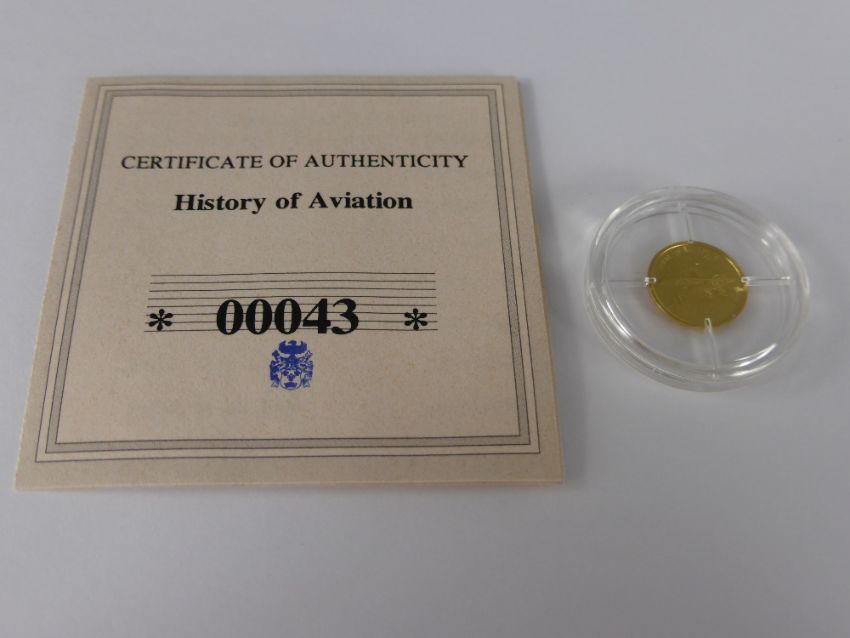 CERTIFICATE OF AUTHENTICITY
History of Aviation
* 00043 *